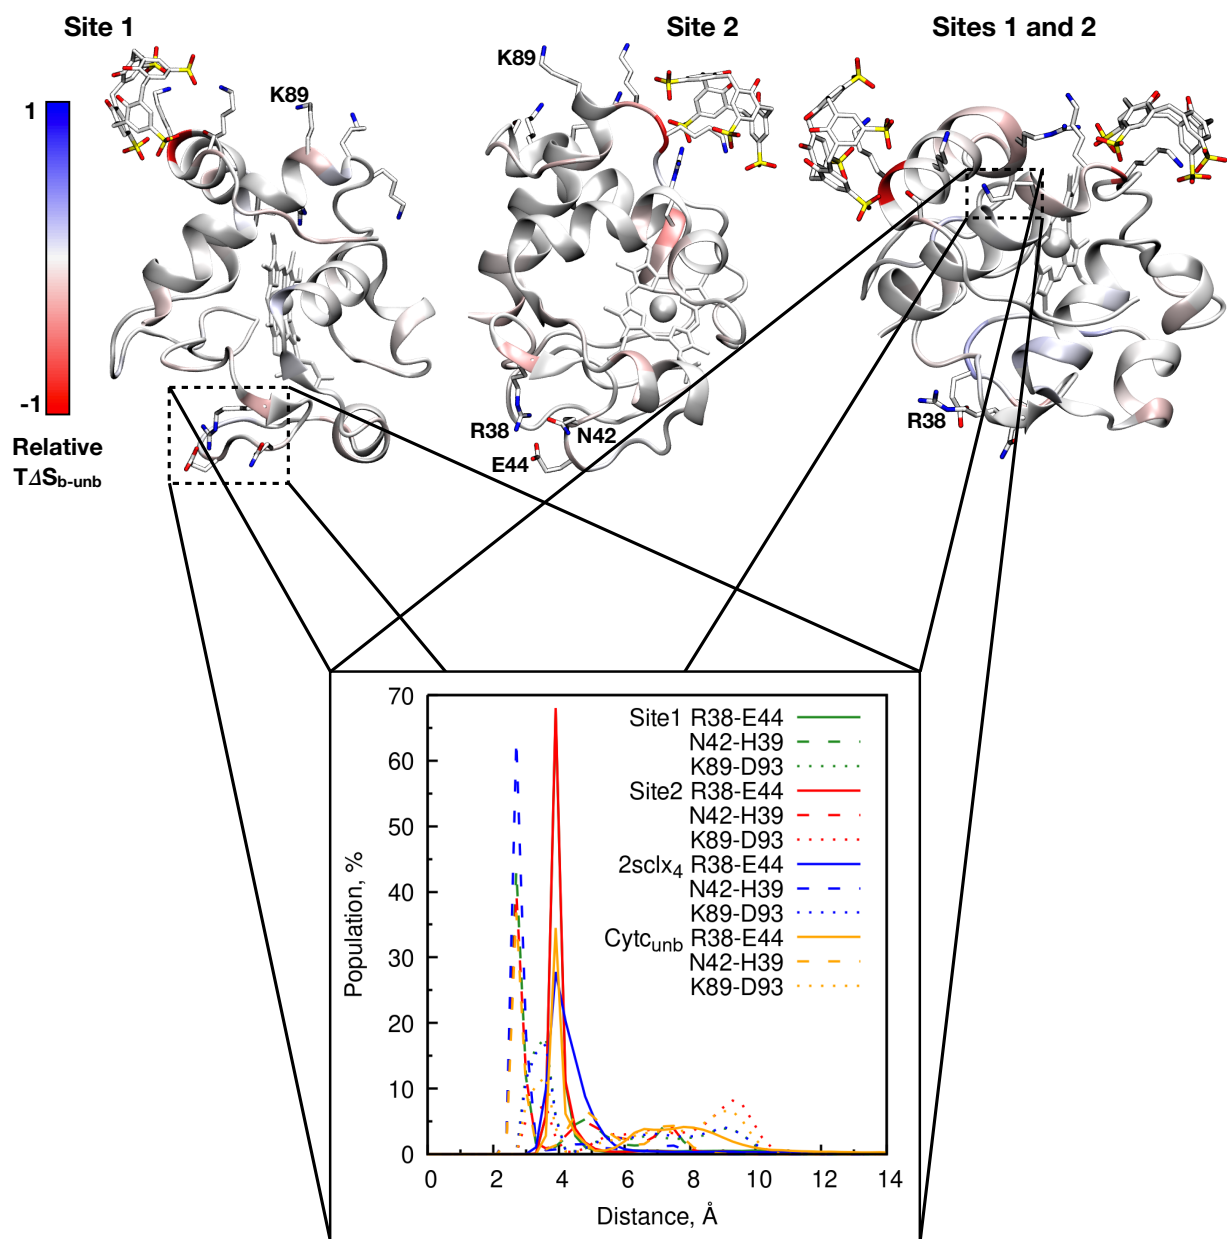 Site 1
Site 2
Sites 1 and 2
K89
K89
1
-1
Relative
TΔS_b-unb
R38
N42
E44
R38
70
60
50
40
30
20
10
0
Population, %
Site1 R38-E44
N42-H39
K89-D93
Site2 R38-E44
N42-H39
K89-D93
2sclx₄ R38-E44
N42-H39
K89-D93
Cytc_unb R38-E44
N42-H39
K89-D93
0 2 4 6 8 10 12 14
Distance, Å